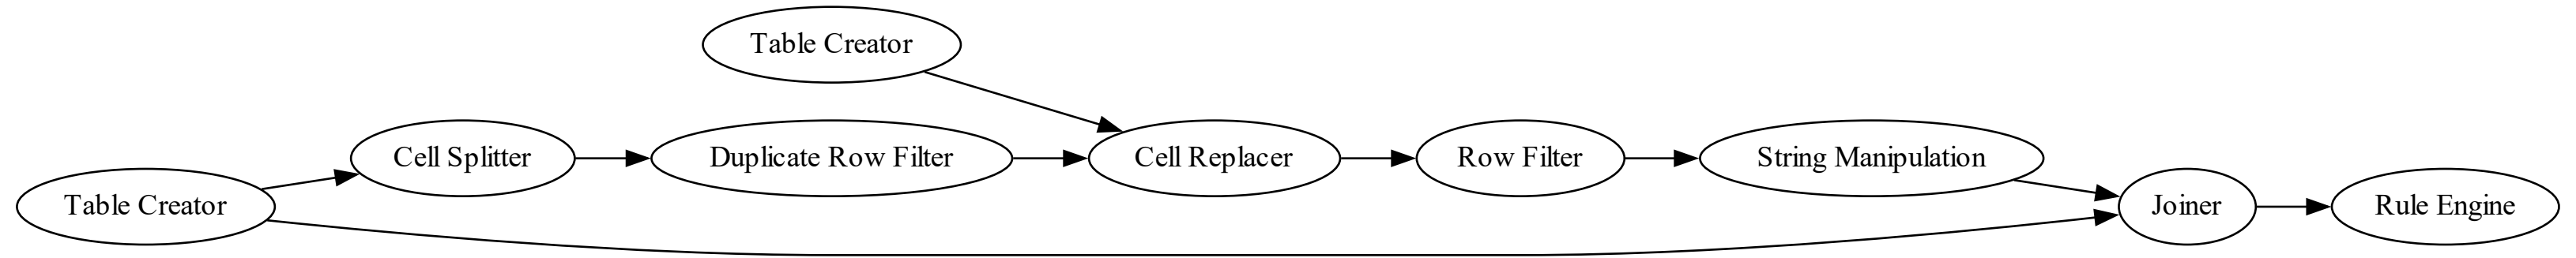 Table Creator
Cell Splitter
Duplicate Row Filter
Cell Replacer
Row Filter
String Manipulation
Table Creator
Joiner
Rule Engine